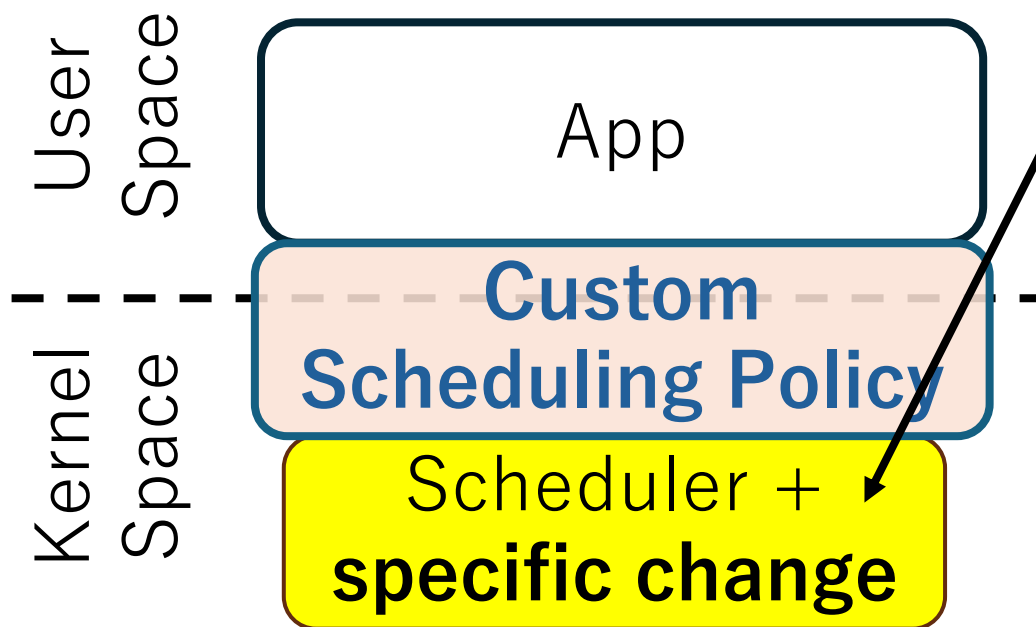 User
Space
App
Custom
Scheduling Policy
Kernel
Space
Scheduler +
specific change